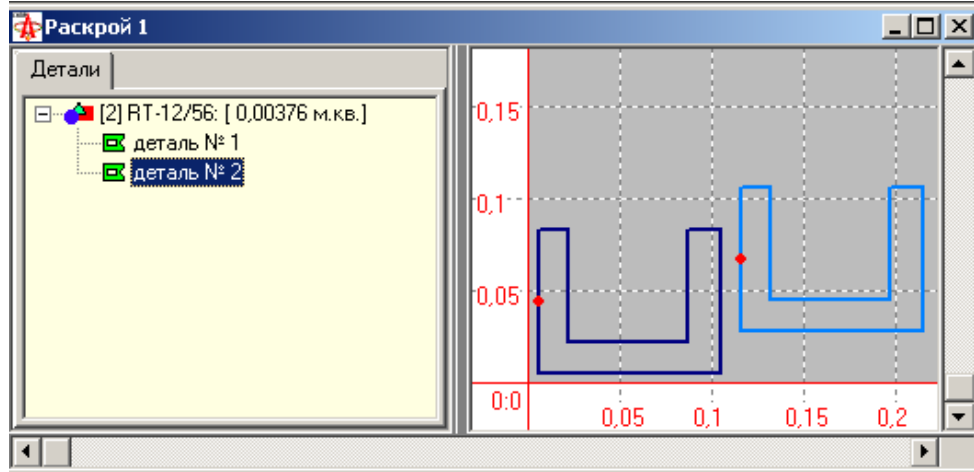 Раскрой 1
Детали
[2] RT-12/56: [ 0,00376 м.кв.]
деталь № 1
деталь № 2
0,15
0,1
0,05
0:0
0,05
0,1
0,15
0,2